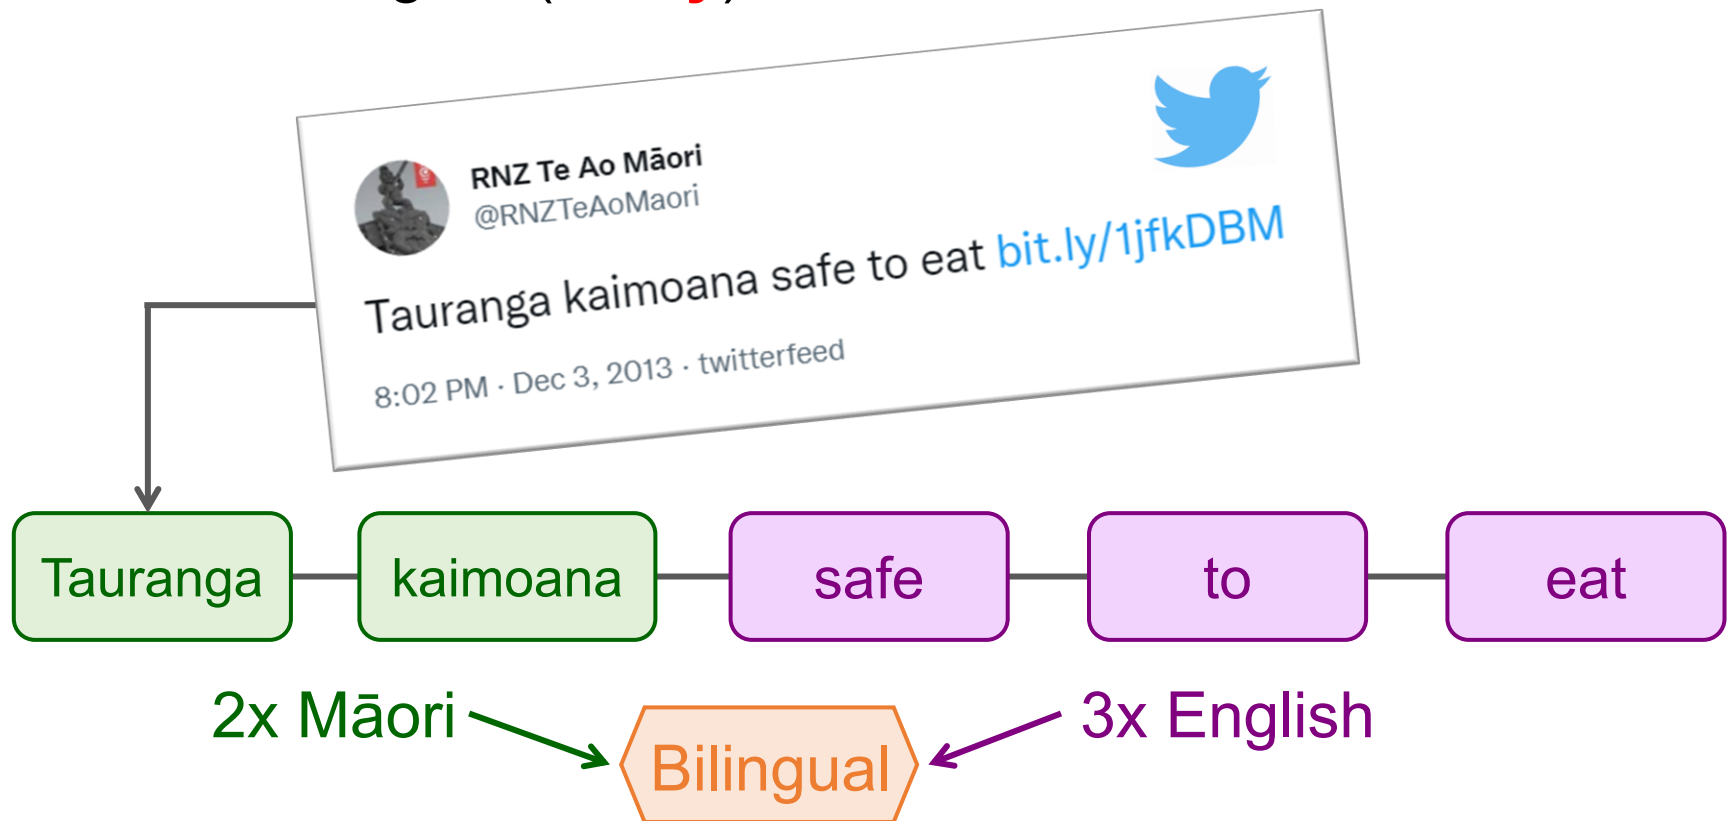 RNZ Te Ao Māori
@RNZTeAoMaori
Tauranga kaimoana safe to eat bit.ly/1jfkDBM
8:02 PM · Dec 3, 2013 · twitterfeed
Tauranga kaimoana safe to eat
2x Māori 3x English
Bilingual